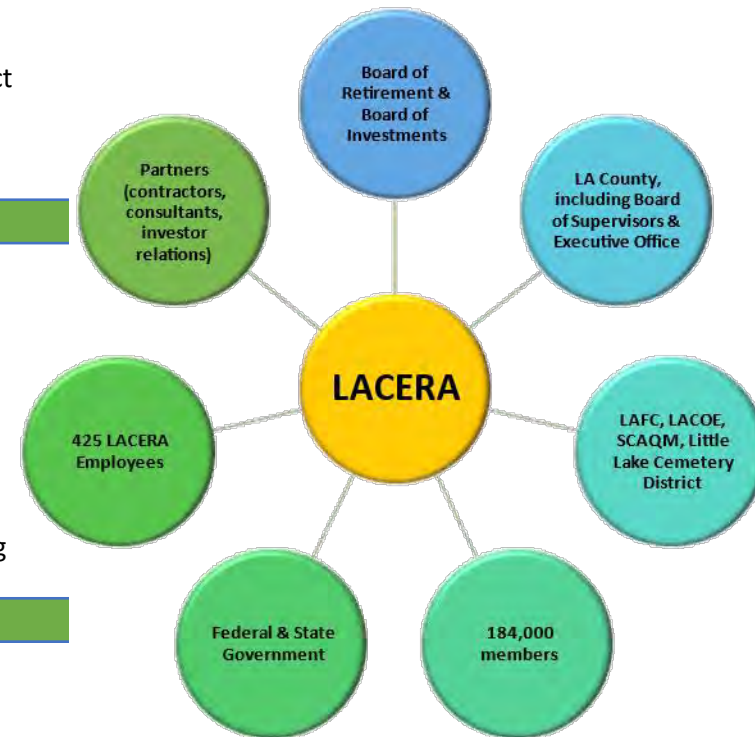 ct
Board of
Retirement &
Board of
Investments
Partners
(contractors,
consultants,
investor
relations)
LA County,
including Board
of Supervisors &
Executive Office
LACERA
425 LACERA
Employees
LAFC, LACOE,
SCAQM, Little
Lake Cemetery
District
g
Federal & State
Government
184,000
members